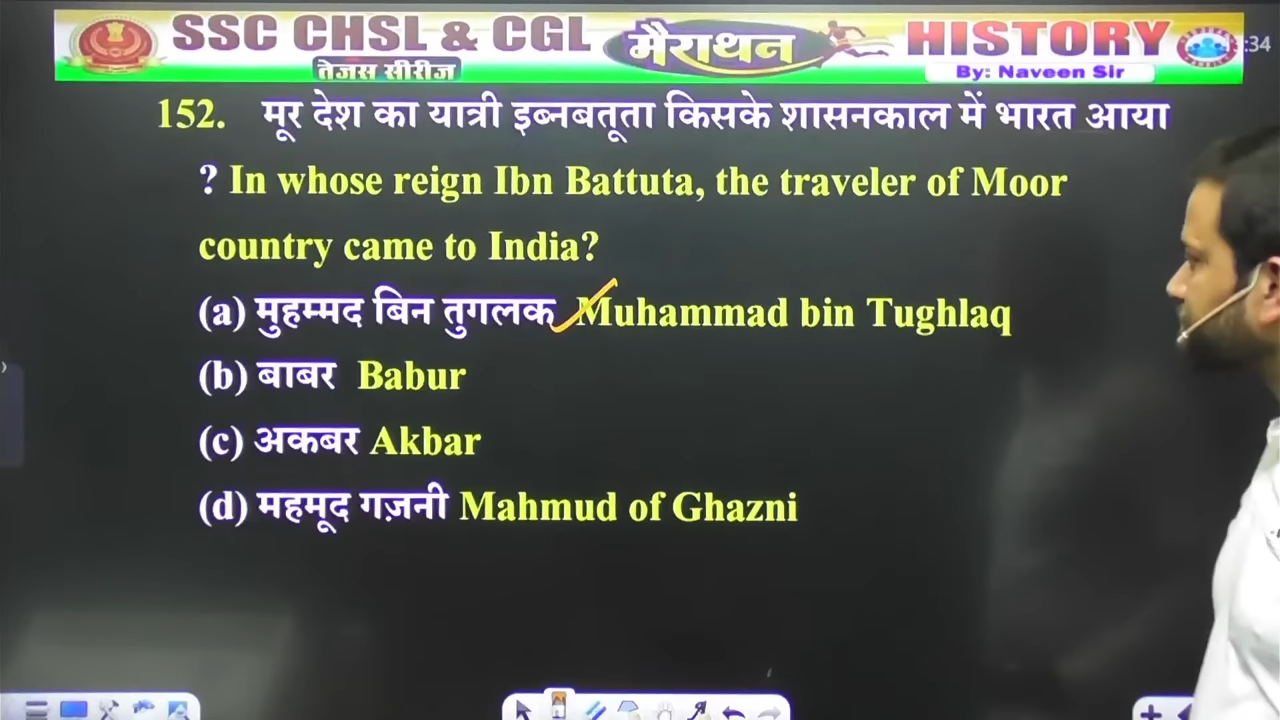 SSC CHSL & CGL
तेजस सीरीज
मैराथन
HISTORY
By: Naveen Sir
:34
152. मूर देश का यात्री इब्नबतूता किसके शासनकाल में भारत आया
? In whose reign Ibn Battuta, the traveler of Moor
country came to India?
(a) मुहम्मद बिन तुगलक Muhammad bin Tughlaq
(b) बाबर Babur
(c) अकबर Akbar
(d) महमूद गज़नी Mahmud of Ghazni